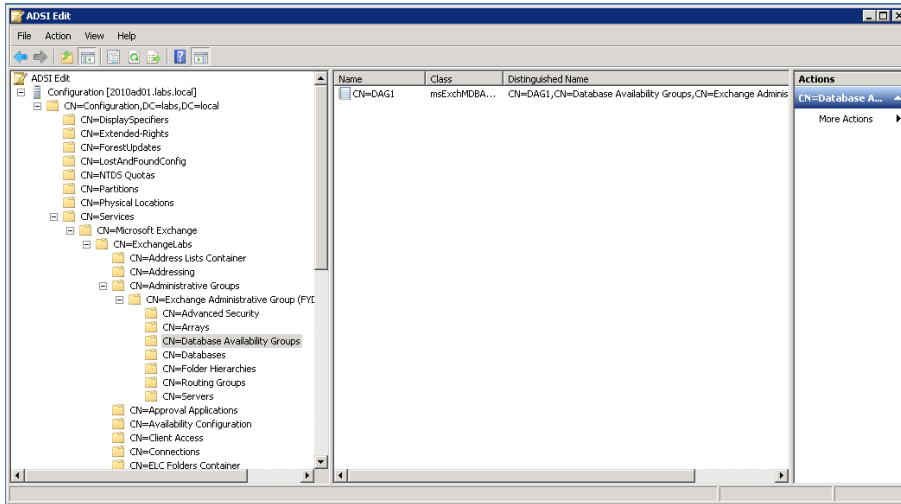 ADSI Edit
File Action View Help
ADSI Edit
Configuration [2010ad01.labs.local]
CN=Configuration,DC=labs,DC=local
CN=DisplaySpecifiers
CN=Extended-Rights
CN=ForestUpdates
CN=LostAndFoundConfig
CN=NTDS Quotas
CN=Partitions
CN=Physical Locations
CN=Services
CN=Microsoft Exchange
CN=ExchangeLabs
CN=Address Lists Container
CN=Addressing
CN=Administrative Groups
CN=Exchange Administrative Group (FYD
CN=Advanced Security
CN=Arrays
CN=Database Availability Groups
CN=Databases
CN=Folder Hierarchies
CN=Routing Groups
CN=Servers
CN=Approval Applications
CN=Availability Configuration
CN=Client Access
CN=Connections
CN=ELC Folders Container
Name Class Distinguished Name
CN=DAG1 msExchMDBA... CN=DAG1,CN=Database Availability Groups,CN=Exchange Adminis
Actions
CN=Database A...
More Actions